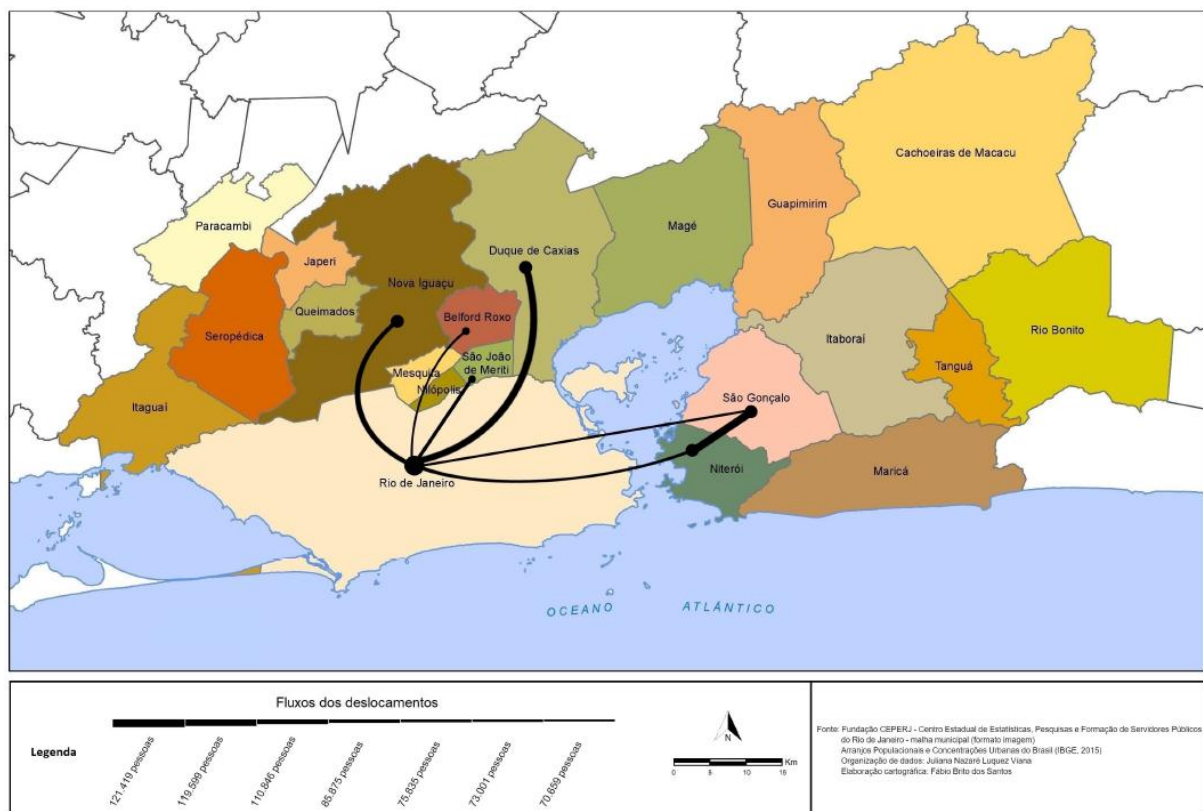 Cachoeiras de Macacu
Guapimirim
Magé
Paracambi
Duque de Caxias
Japeri
Nova Iguaçu
Queimados
Belford Roxo
Seropédica
Itaboraí
Rio Bonito
São João
de Meriti
Mesquita
Tanguá
Nilópolis
São Gonçalo
Itaguaí
Niterói
Maricá
Rio de Janeiro
OCEANO ATLÂNTICO
Fluxos dos deslocamentos
Legenda
121.419 pessoas
119.599 pessoas
110.846 pessoas
85.875 pessoas
75.835 pessoas
73.001 pessoas
70.659 pessoas
N
0 5 10 15 Km
Fonte: Fundação CEPERJ - Centro Estadual de Estatísticas, Pesquisas e Formação de Servidores Públicos
do Rio de Janeiro - malha municipal (formato imagem)
Arranjos Populacionais e Concentrações Urbanas do Brasil (IBGE, 2015)
Organização de dados: Juliana Nazaré Luquez Viana
Elaboração cartográfica: Fábio Brito dos Santos